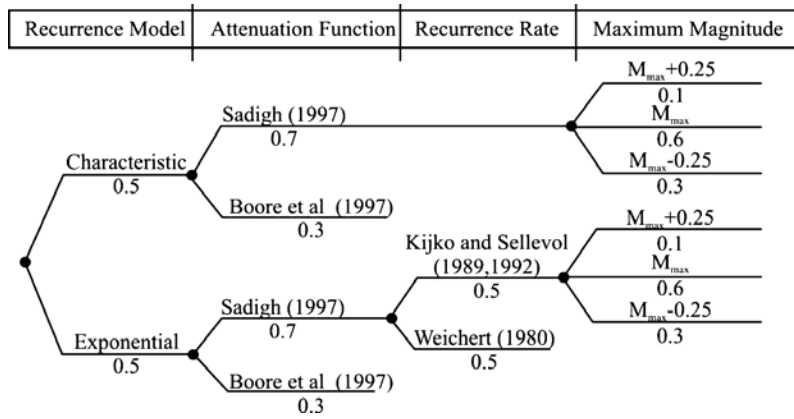 Recurrence Model Attenuation Function Recurrence Rate Maximum Magnitude
Mmax+0.25
0.1
Sadigh (1997)
0.7
Mmax
0.6
Mmax-0.25
0.3
Characteristic
0.5
Boore et al (1997)
0.3
Kijko and Sellevol
(1989,1992)
0.5
Mmax+0.25
0.1
Mmax
0.6
Mmax-0.25
0.3
Sadigh (1997)
0.7
Exponential
0.5
Weichert (1980)
0.5
Boore et al (1997)
0.3